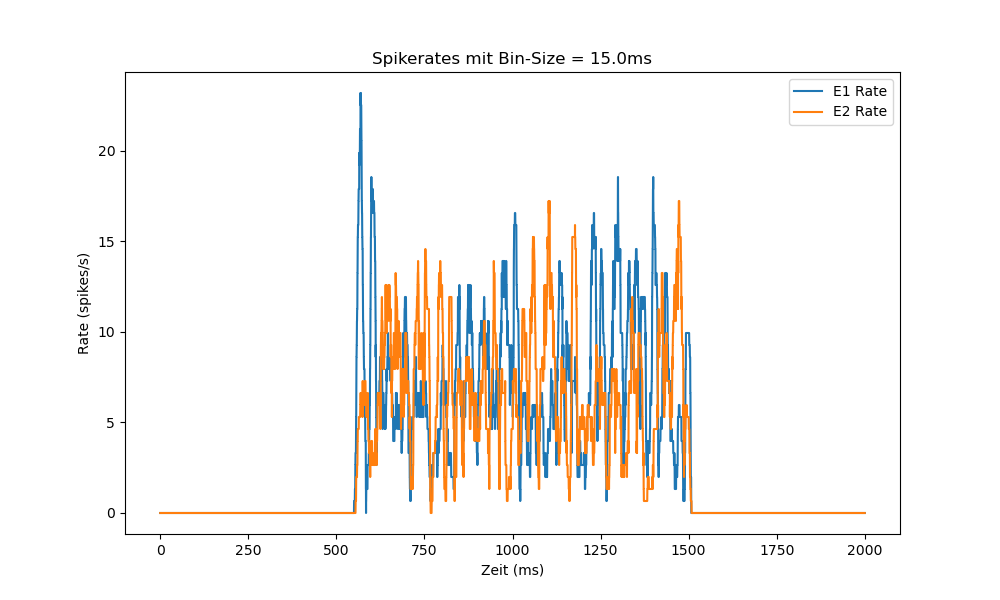 Spikerates mit Bin-Size = 15.0ms
E1 Rate
E2 Rate
Rate (spikes/s)
20
15
10
5
0
0 250 500 750 1000 1250 1500 1750 2000
Zeit (ms)